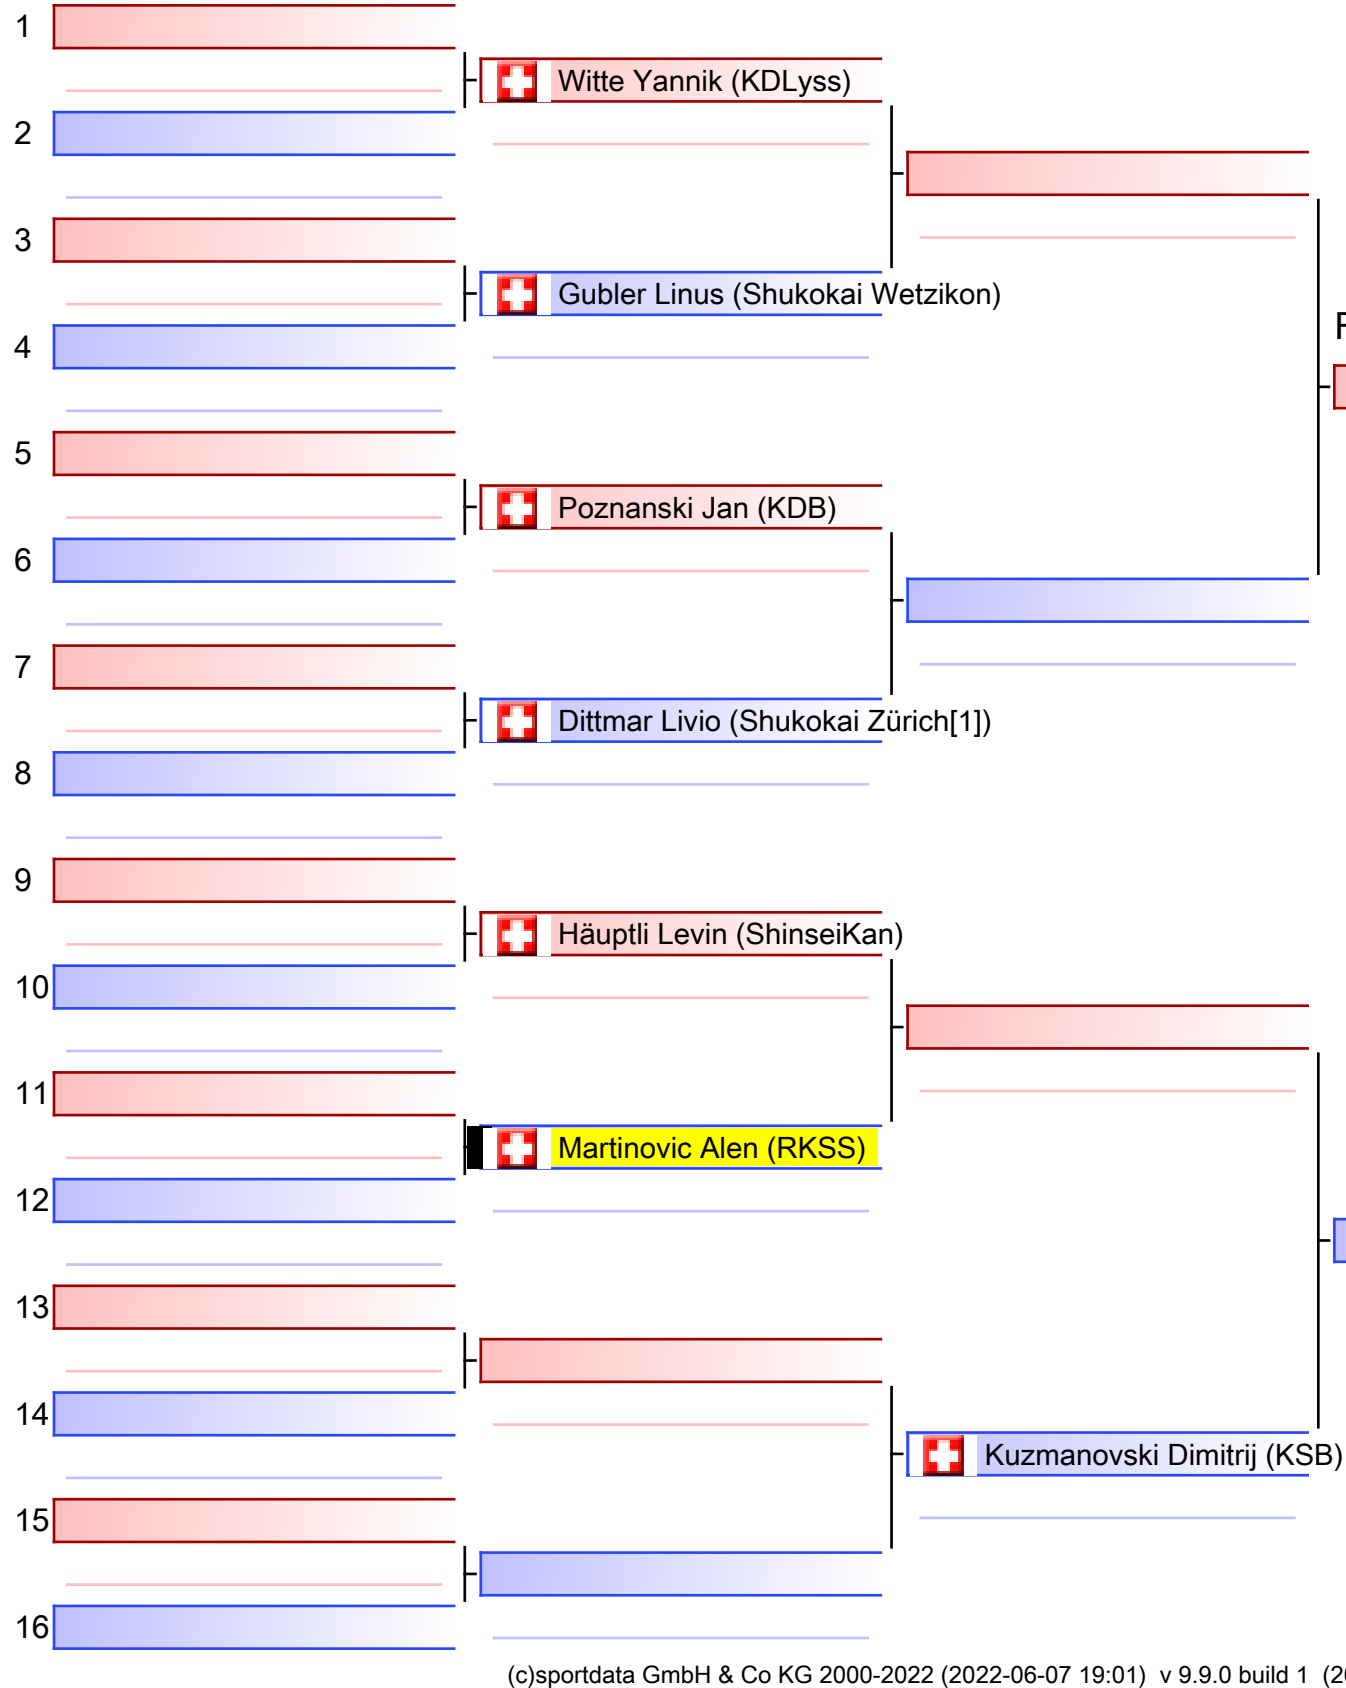 1
Witte Yannik (KDLyss)
2
3
Gubler Linus (Shukokai Wetzikon)
4
5
Poznanski Jan (KDB)
6
7
Dittmar Livio (Shukokai Zürich[1])
8
9
Häuptli Levin (ShinseiKan)
10
11
Martinovic Alen (RKSS)
12
13
14
Kuzmanovski Dimitrij (KSB)
15
16
(c)sportdata GmbH & Co KG 2000-2022 (2022-06-07 19:01) v 9.9.0 build 1